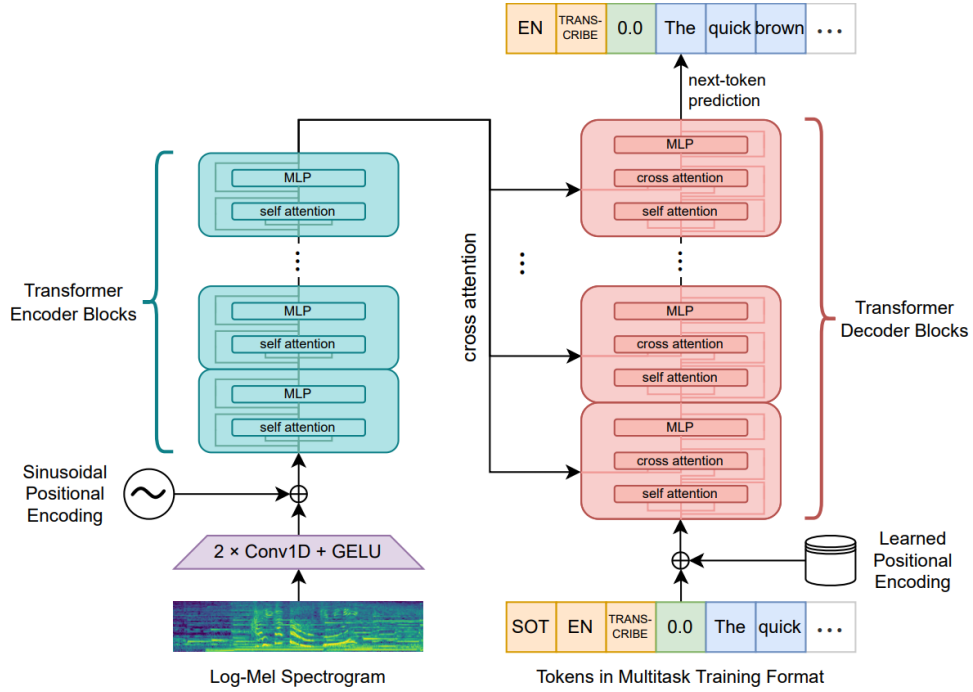 EN TRANS-CRIBE 0.0 The quick brown ...
next-token
prediction
MLP
cross attention
self attention
MLP
self attention
Transformer
Encoder Blocks
MLP
self attention
MLP
self attention
cross attention
MLP
cross attention
self attention
MLP
cross attention
self attention
Transformer
Decoder Blocks
Sinusoidal
Positional
Encoding
2 × Conv1D + GELU
Learned
Positional
Encoding
SOT EN TRANS-CRIBE 0.0 The quick ...
Log-Mel Spectrogram
Tokens in Multitask Training Format